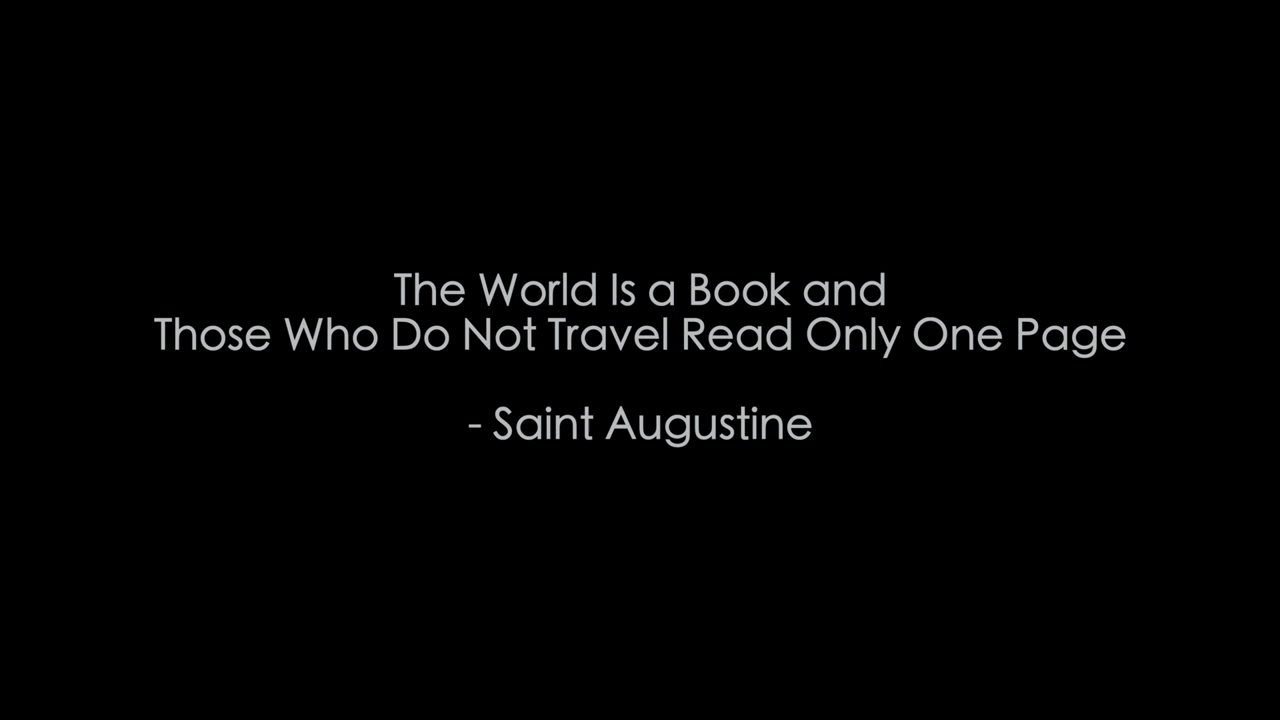 The World Is a Book and
Those Who Do Not Travel Read Only One Page
- Saint Augustine